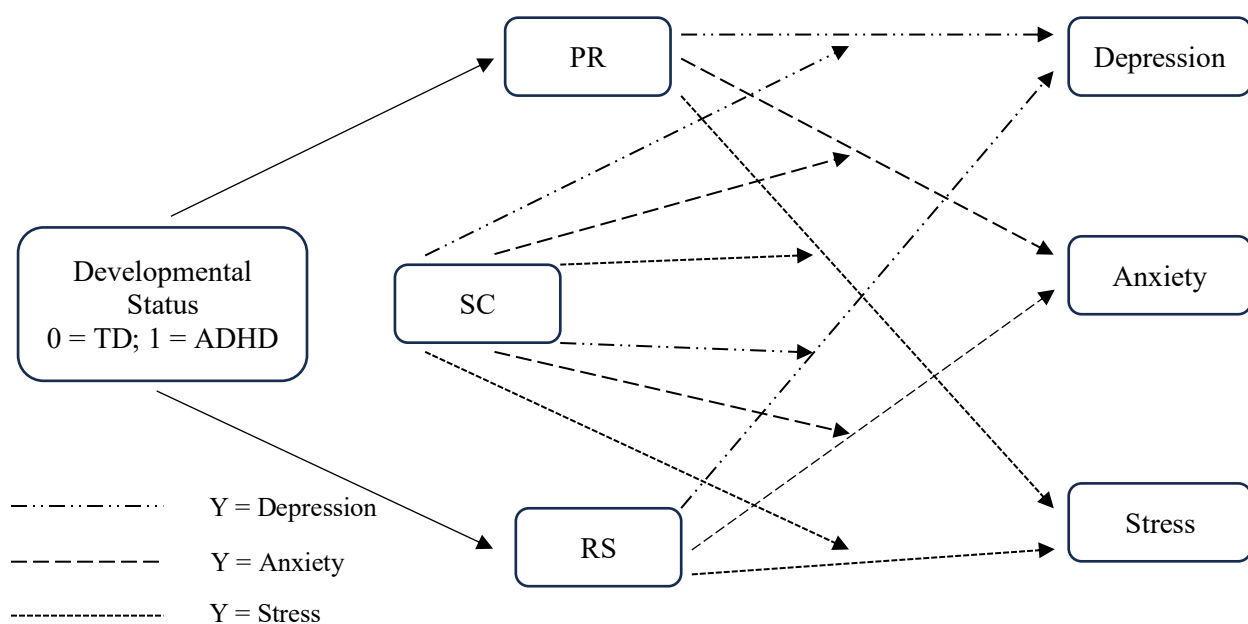 PR
Depression
Developmental
Status
0 = TD; 1 = ADHD
SC
Anxiety
RS
Stress
Y = Depression
Y = Anxiety
Y = Stress